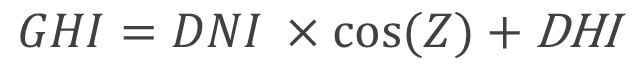 GHI = DNI × cos(Z) + DHI